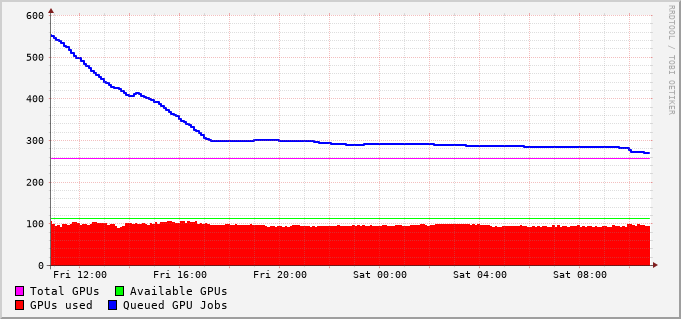 600
500
400
300
200
100
0
Fri 12:00 Fri 16:00 Fri 20:00 Sat 00:00 Sat 04:00 Sat 08:00
Total GPUs Available GPUs
GPUs used Queued GPU Jobs
RRDTOOL / TOBI OETIKER